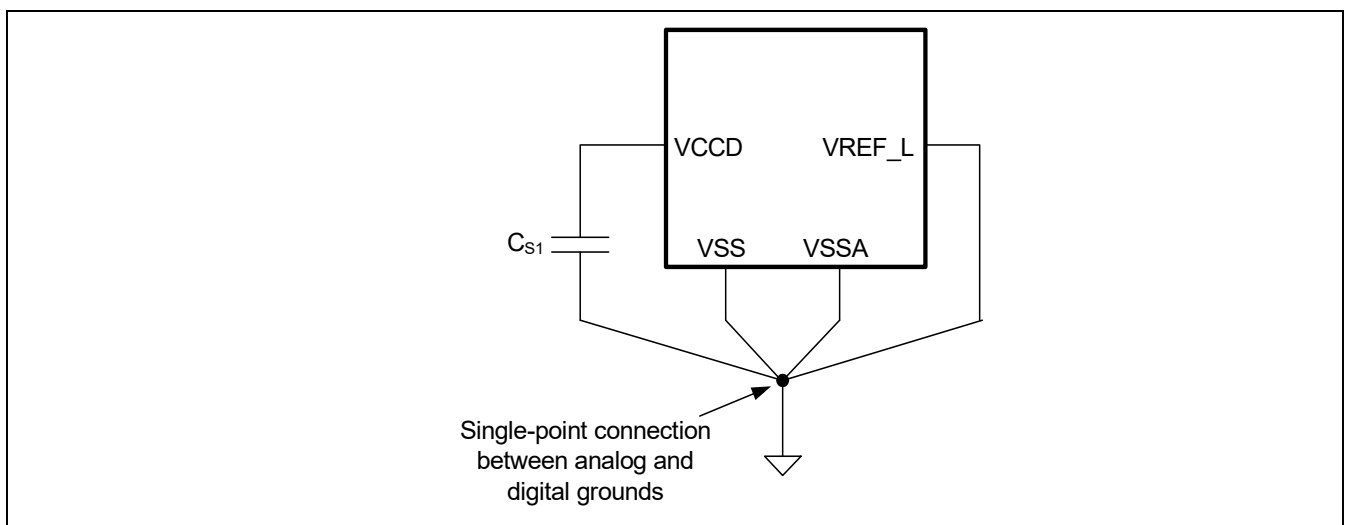 VCCD
VREF_L
CS1
VSS
VSSA
Single-point connection
between analog and
digital grounds